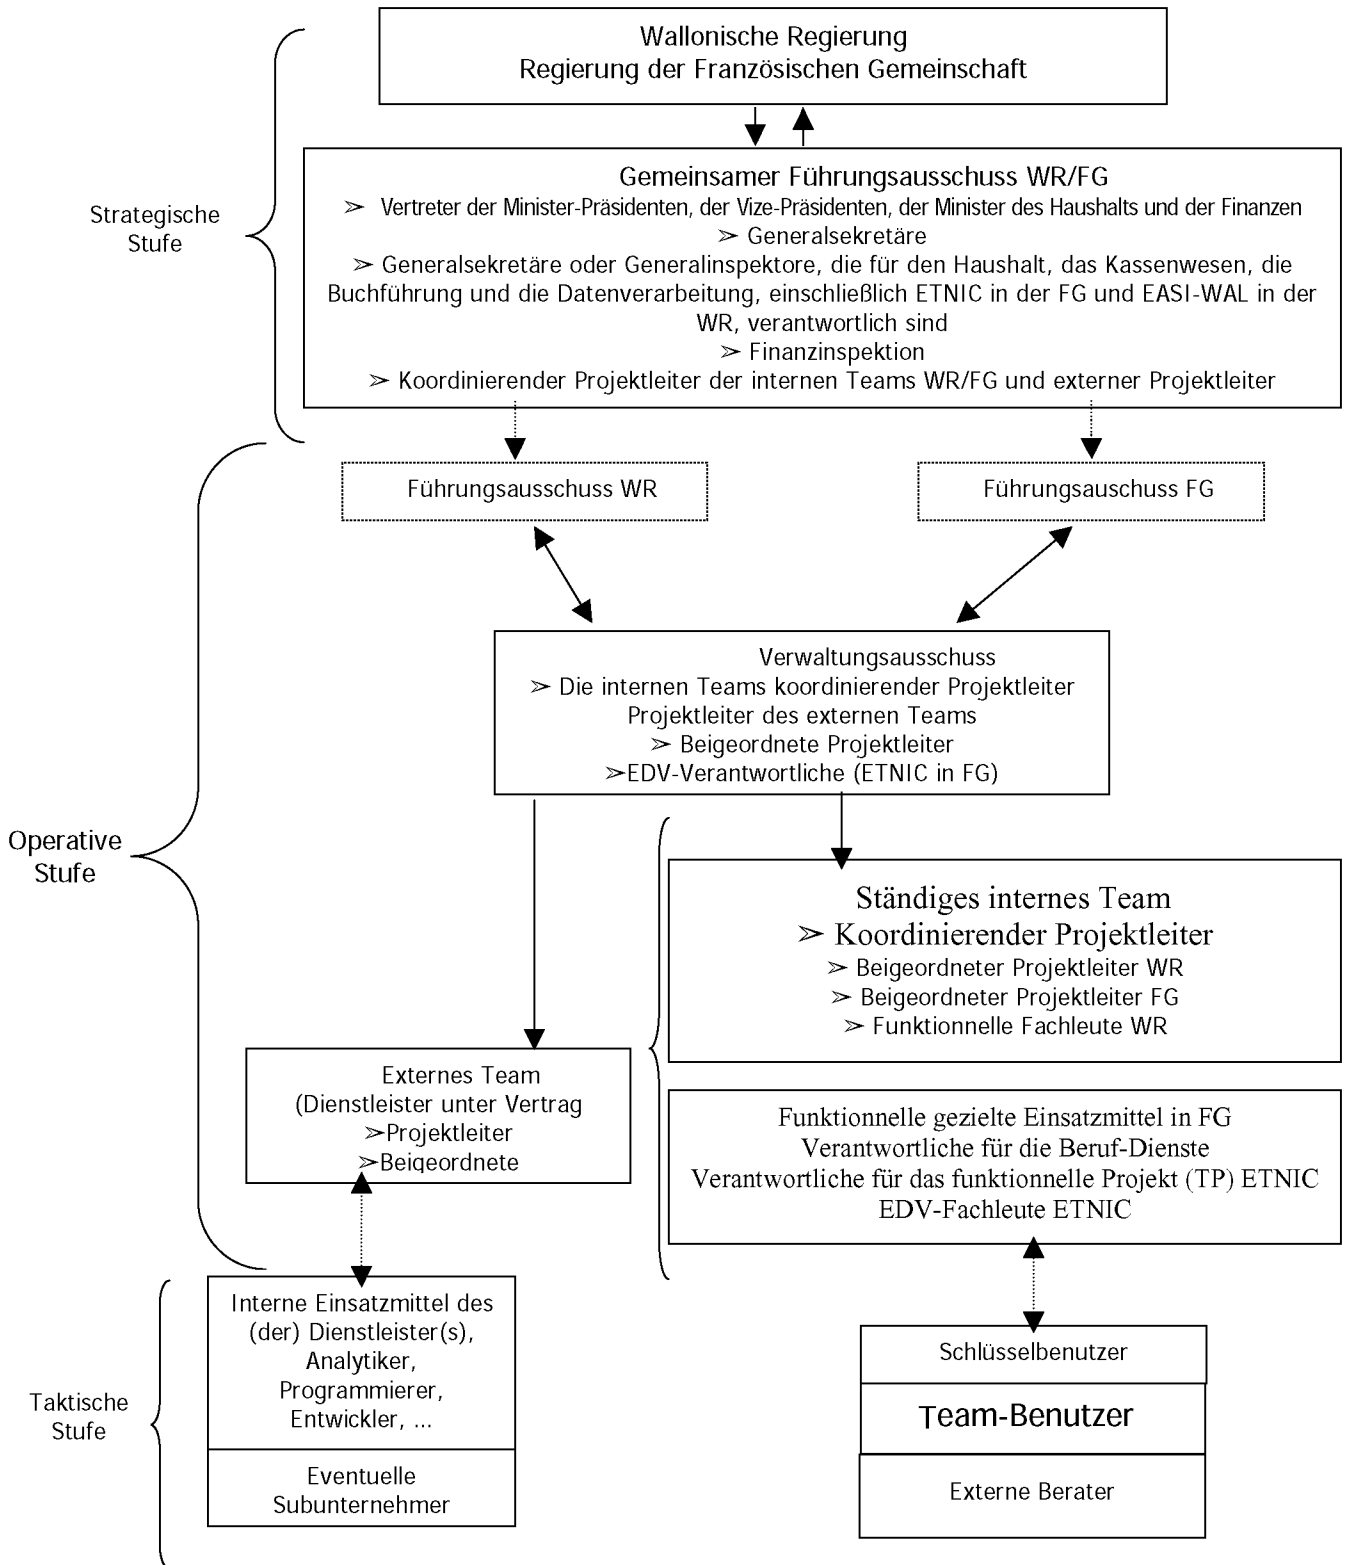 Wallonische Regierung
Regierung der Französischen Gemeinschaft
Strategische
Stufe
Gemeinsamer Führungsausschuss WR/FG
➢ Vertreter der Minister-Präsidenten, der Vize-Präsidenten, der Minister des Haushalts und der Finanzen
➢ Generalsekretäre
➢ Generalsekretäre oder Generalinspektore, die für den Haushalt, das Kassenwesen, die
Buchführung und die Datenverarbeitung, einschließlich ETNIC in der FG und EASI-WAL in der
WR, verantwortlich sind
➢ Finanzinspektion
➢ Koordinierender Projektleiter der internen Teams WR/FG und externer Projektleiter
Führungsausschuss WR
Führungsauschuss FG
Verwaltungsausschuss
➢ Die internen Teams koordinierender Projektleiter
Projektleiter des externen Teams
➢ Beigeordnete Projektleiter
➢EDV-Verantwortliche (ETNIC in FG)
Operative
Stufe
Ständiges internes Team
➢ Koordinierender Projektleiter
➢ Beigeordneter Projektleiter WR
➢ Beigeordneter Projektleiter FG
➢ Funktionnelle Fachleute WR
Externes Team
(Dienstleister unter Vertrag
➢Projektleiter
➢Beigeordnete
Funktionnelle gezielte Einsatzmittel in FG
Verantwortliche für die Beruf-Dienste
Verantwortliche für das funktionnelle Projekt (TP) ETNIC
EDV-Fachleute ETNIC
Taktische
Stufe
Interne Einsatzmittel des
(der) Dienstleister(s),
Analytiker,
Programmierer,
Entwickler, ...
Eventuelle
Subunternehmer
Schlüsselbenutzer
Team-Benutzer
Externe Berater